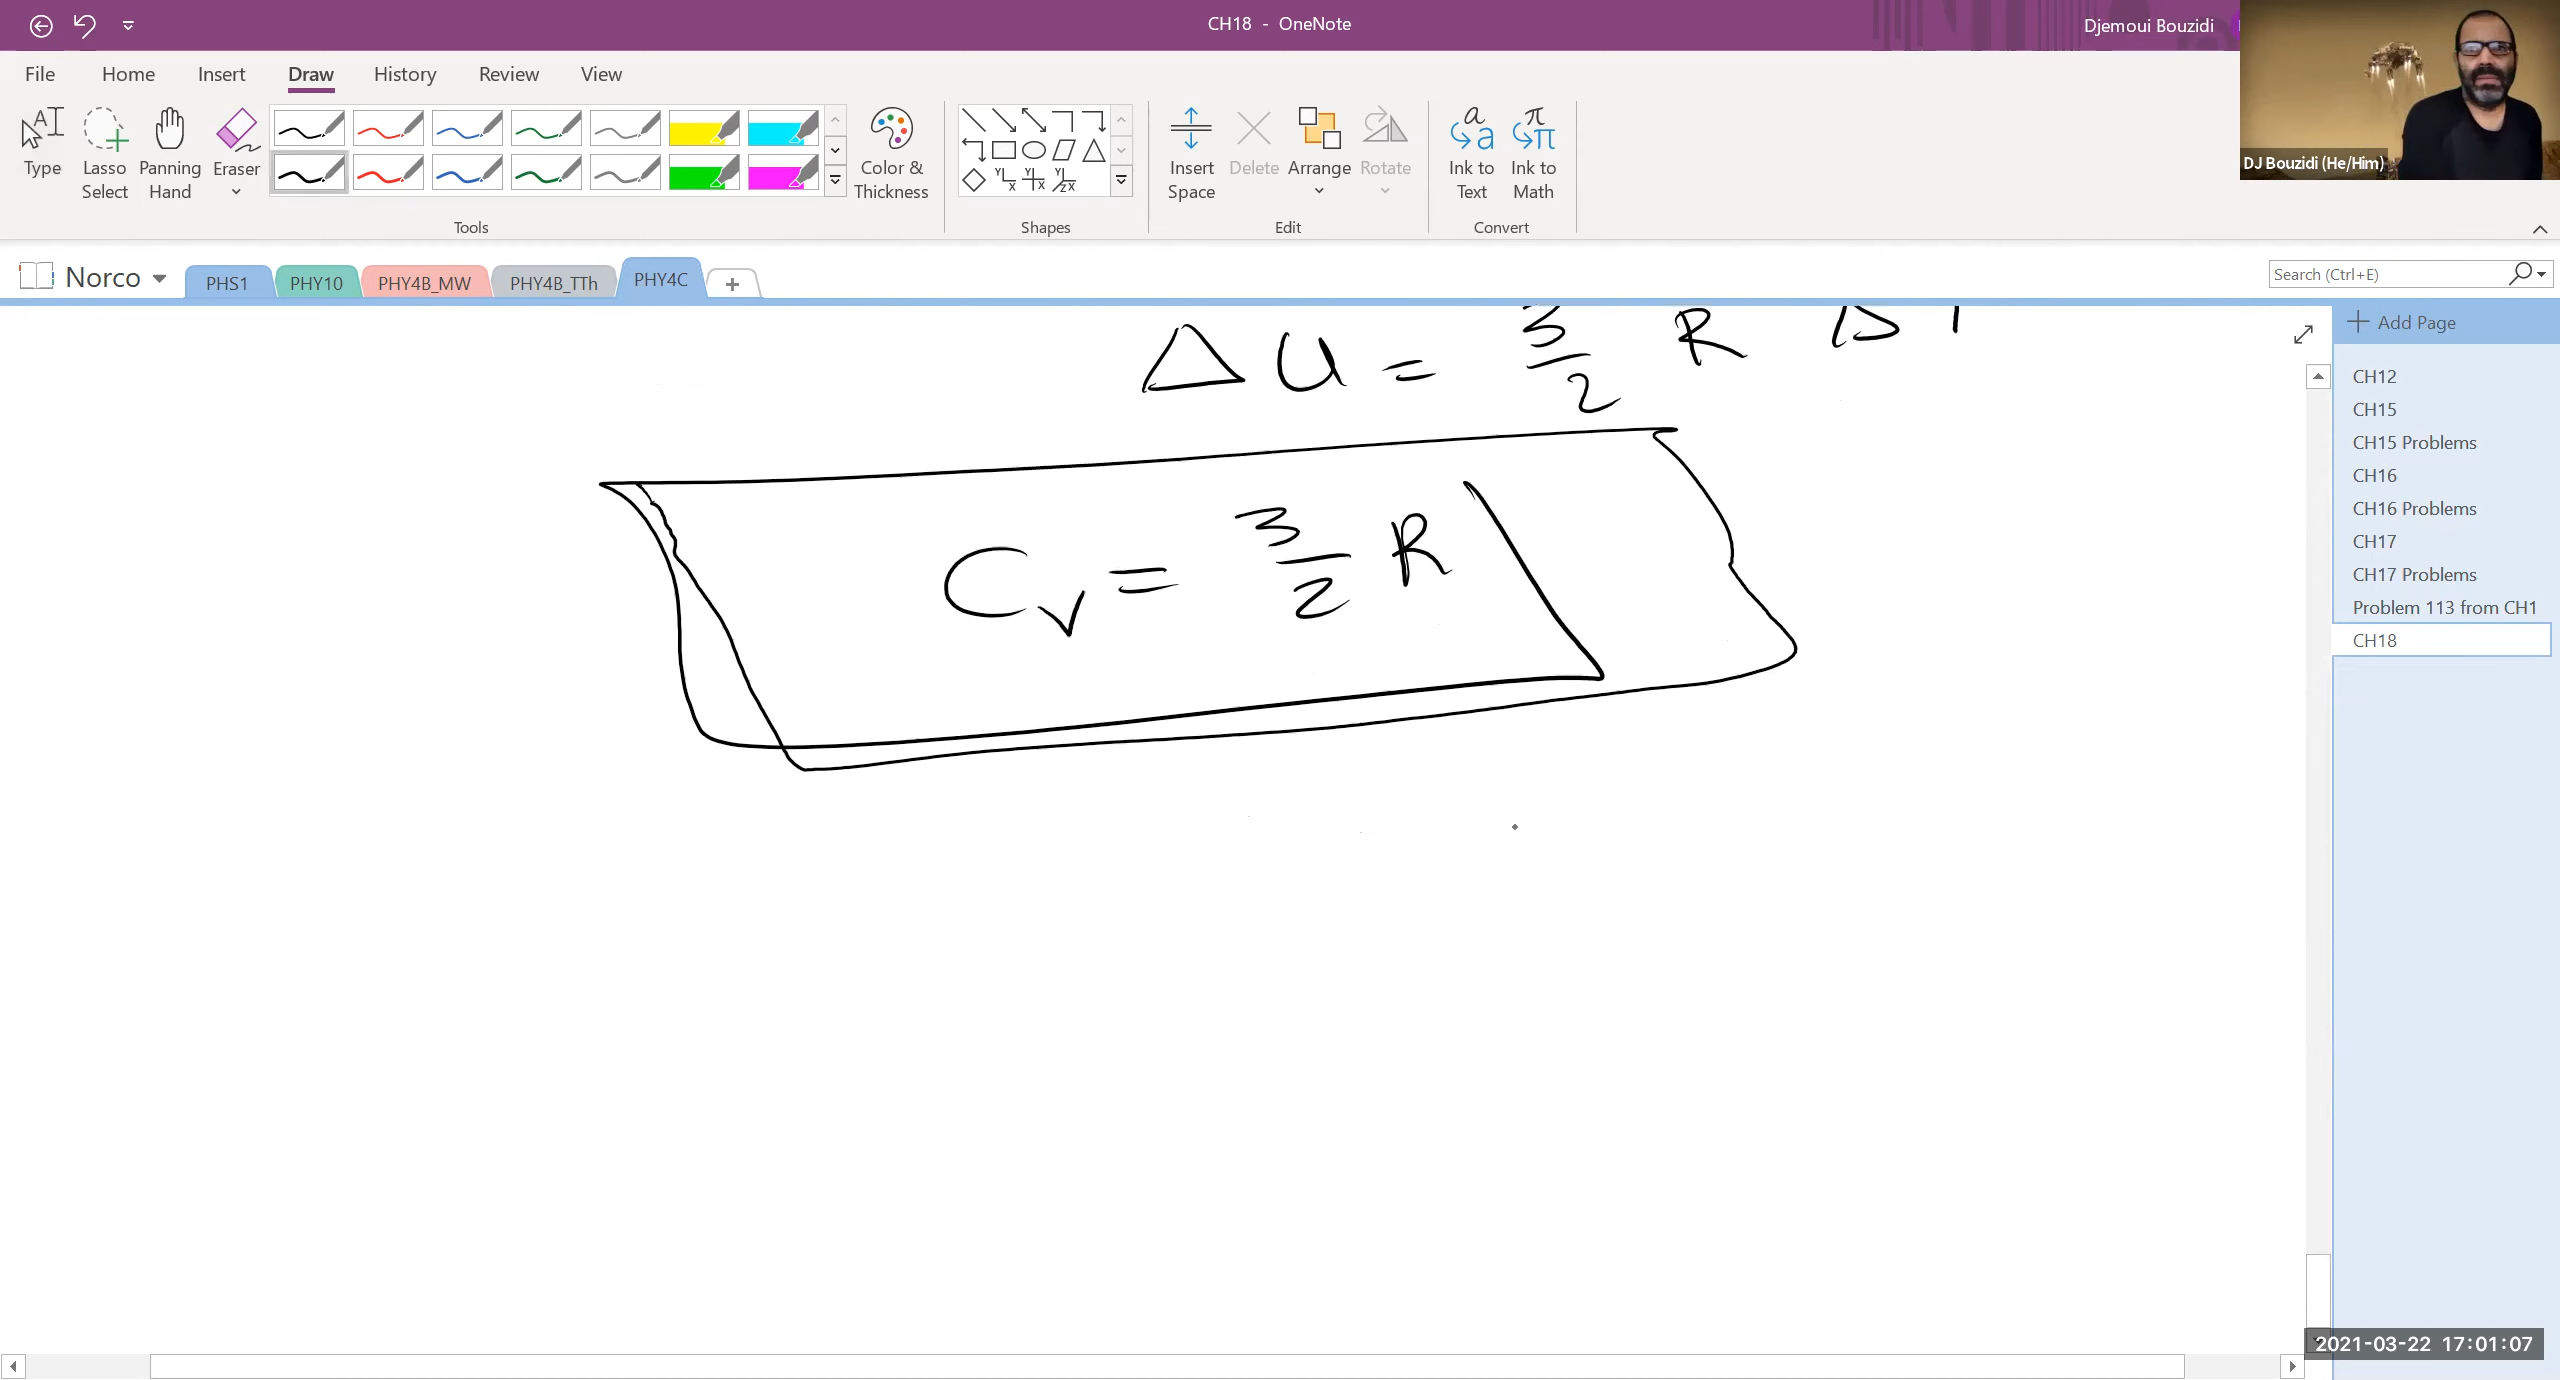 CH18 - OneNote
Djemoui Bouzidi
File Home Insert Draw History Review View
Type
Lasso Select
Panning Hand
Eraser
Color & Thickness
Insert Space
Delete
Arrange
Rotate
Ink to Text
Ink to Math
Tools
Shapes
Edit
Convert
DJ Bouzidi (He/Him)
Norco
PHS1 PHY10 PHY4B_MW PHY4B_TTh PHY4C +
Search (Ctrl+E)
Add Page
CH12
CH15
CH15 Problems
CH16
CH16 Problems
CH17
CH17 Problems
Problem 113 from CH1
CH18
ΔU = 3/2 R ΔT
Cv = 3/2 R
2021-03-22 17:01:07